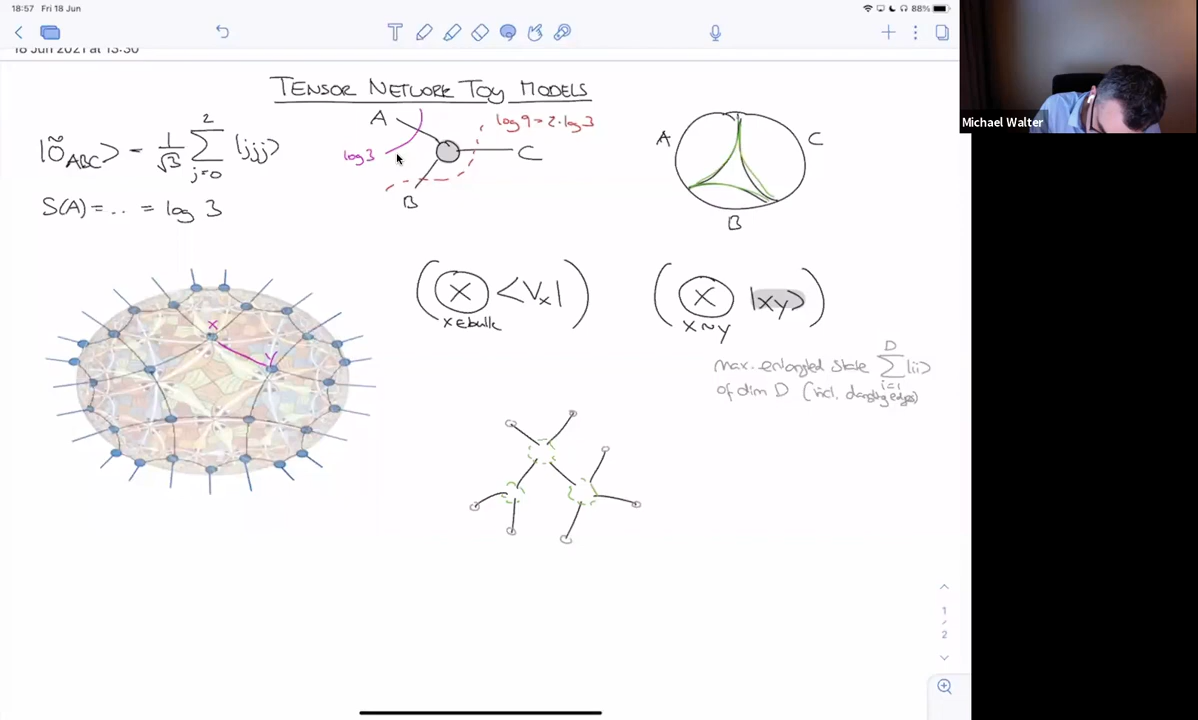 18:57 Fri 18 Jun
88%
18 Jun 2021 at 13:30
TENSOR NETWORK TOY MODELS
|Õ_ABC> = 1/√3 ∑_{j=0}^{2} |jjj>
S(A) = .. = log 3
A
B
C
log 3
log 9 = 2·log 3
A
C
B
(⊗_{x∈bulk} <V_x|) (⊗_{x~y} |xy>)
max. entangled state ∑_{i=1}^{D} |ii>
of dim D (incl. dangling edges)
x
y
1
/
2
Michael Walter